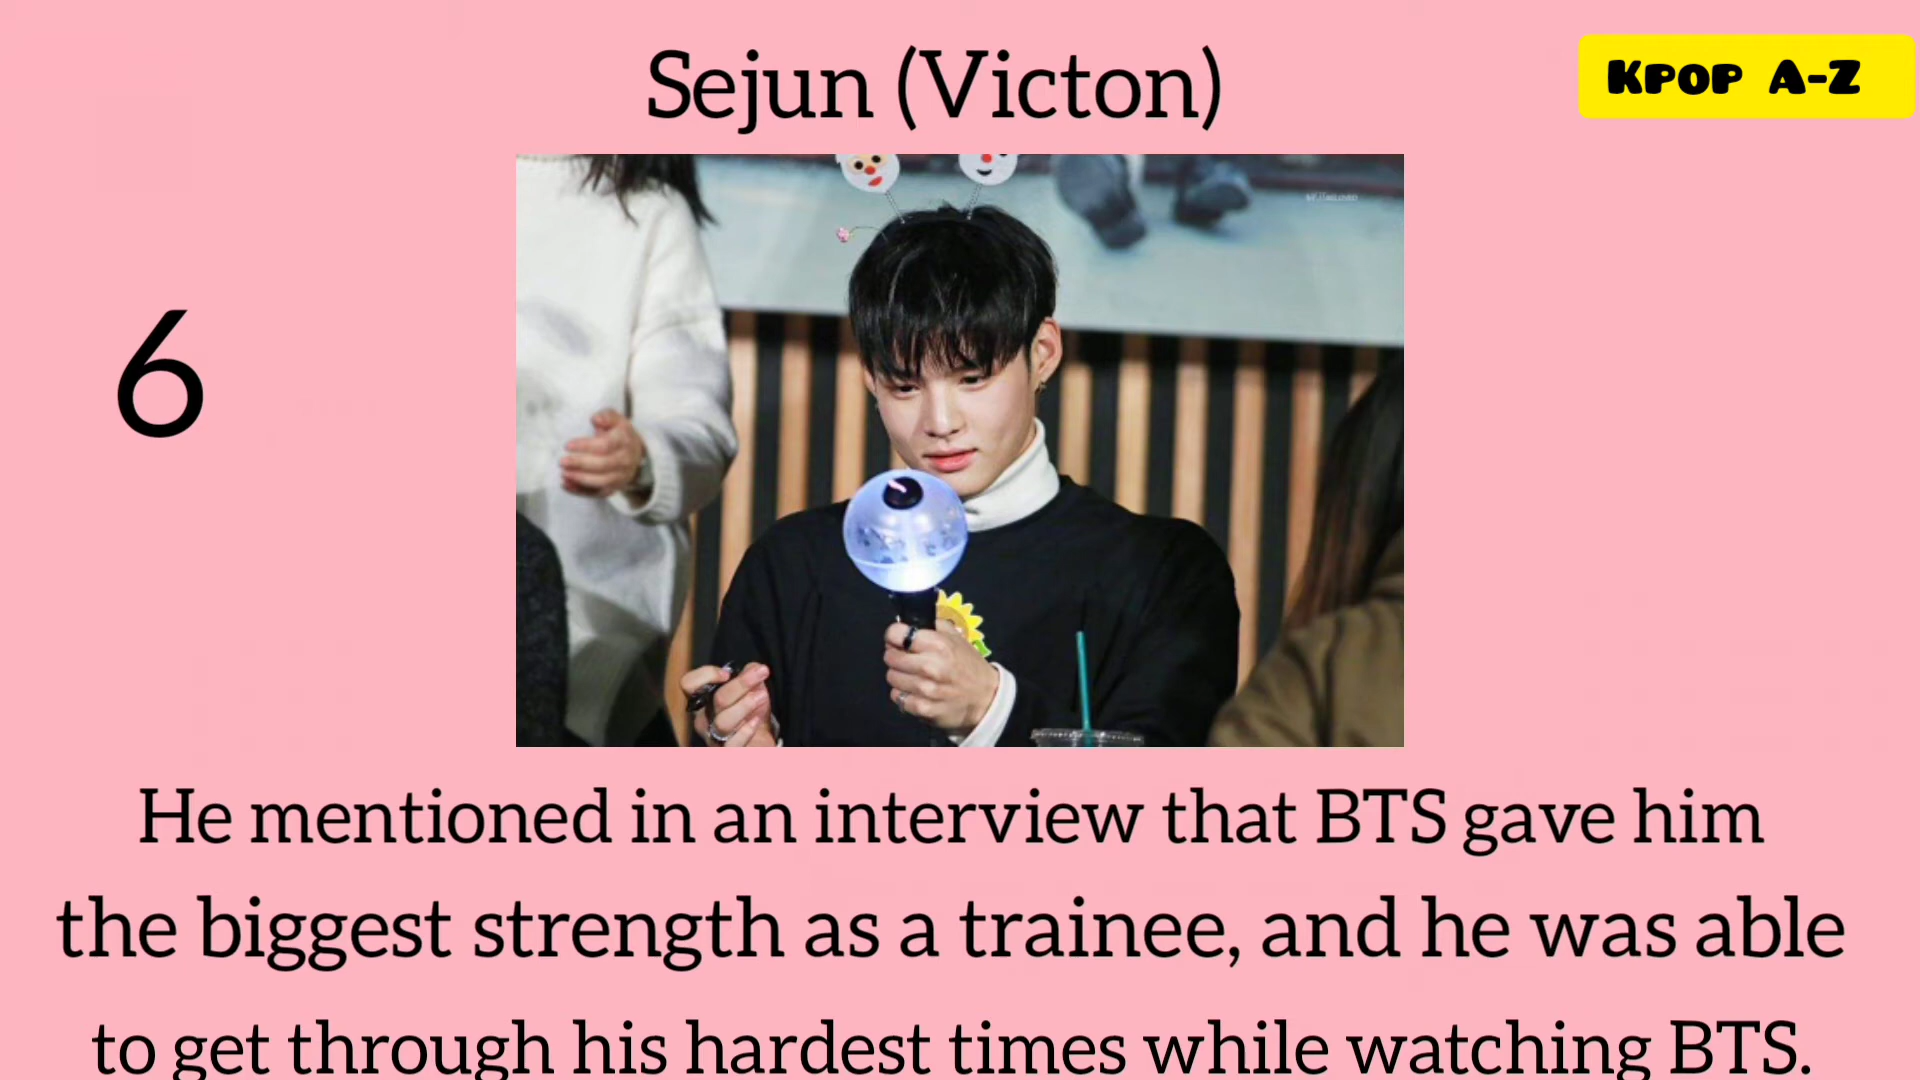 Sejun (Victon)
KPOP A-Z
6
He mentioned in an interview that BTS gave him
the biggest strength as a trainee, and he was able
to get through his hardest times while watching BTS.